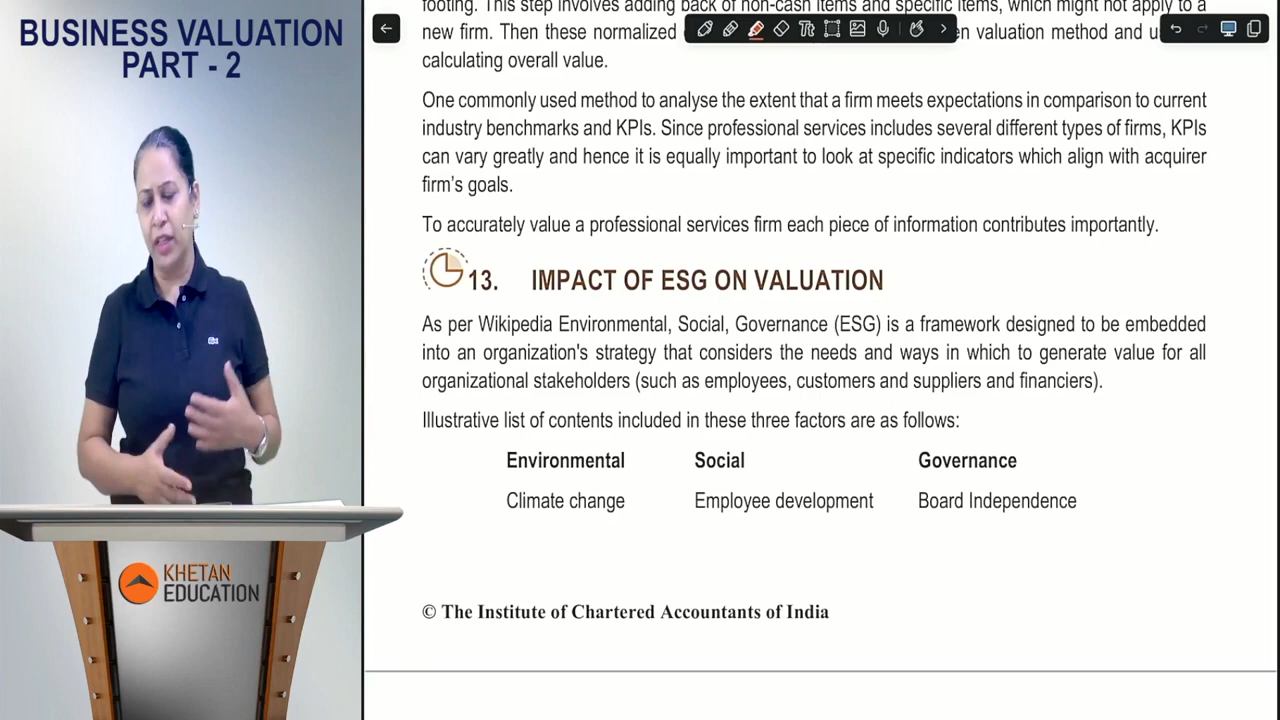 BUSINESS VALUATION
PART - 2
footing. This step involves adding back of non-cash items and specific items, which might not apply to a
new firm. Then these normalized
en valuation method and
calculating overall value.
One commonly used method to analyse the extent that a firm meets expectations in comparison to current
industry benchmarks and KPIs. Since professional services includes several different types of firms, KPIs
can vary greatly and hence it is equally important to look at specific indicators which align with acquirer
firm's goals.
To accurately value a professional services firm each piece of information contributes importantly.
13. IMPACT OF ESG ON VALUATION
As per Wikipedia Environmental, Social, Governance (ESG) is a framework designed to be embedded
into an organization's strategy that considers the needs and ways in which to generate value for all
organizational stakeholders (such as employees, customers and suppliers and financiers).
Illustrative list of contents included in these three factors are as follows:
Environmental Social Governance
Climate change Employee development Board Independence
© The Institute of Chartered Accountants of India
KHETAN
EDUCATION